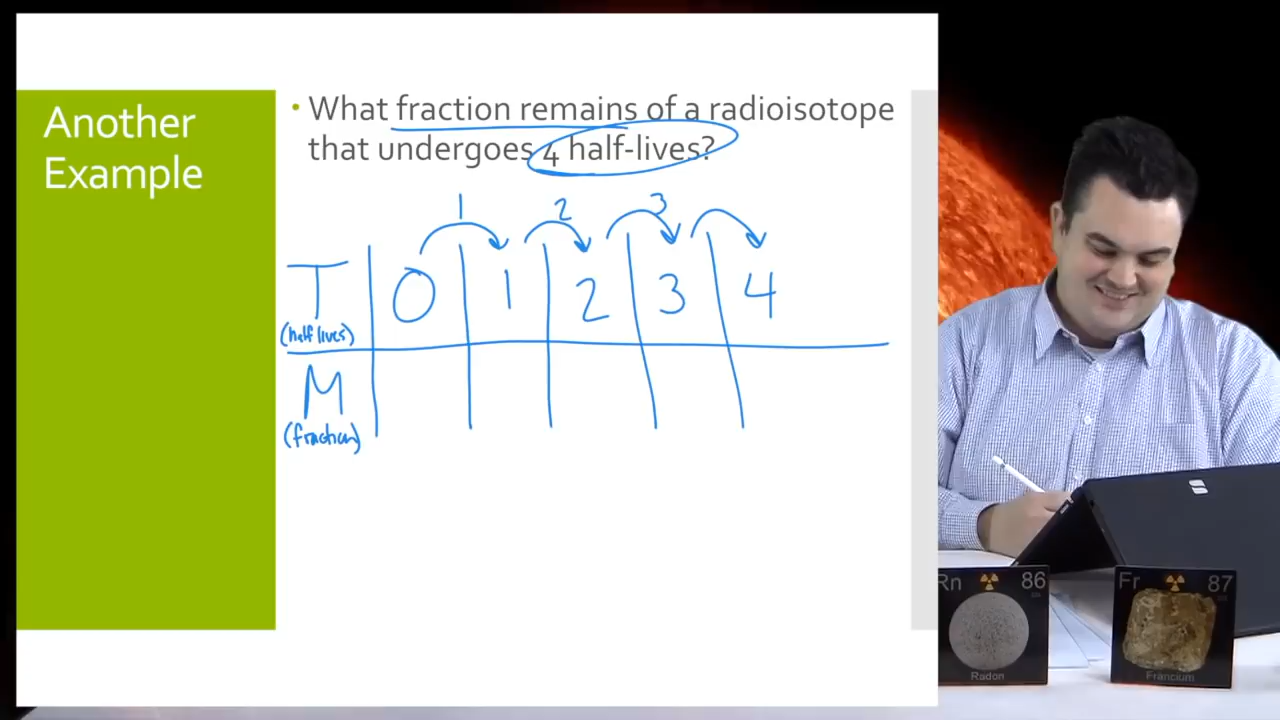 Another
Example
• What fraction remains of a radioisotope
that undergoes 4 half-lives?
1 2 3
T 0 1 2 3 4
(half lives)
M
(fraction)
Rn 86
Radon
Fr 87
Francium